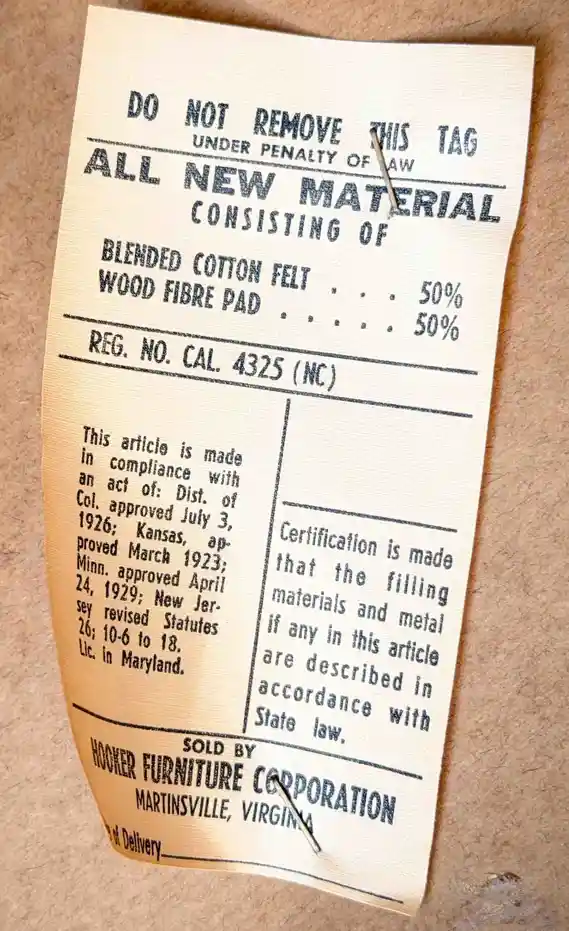 DO NOT REMOVE THIS TAG
UNDER PENALTY OF LAW
ALL NEW MATERIAL
CONSISTING OF
BLENDED COTTON FELT . . . 50%
WOOD FIBRE PAD . . . . . . 50%
REG. NO. CAL. 4325 (NC)
This article is made
in compliance with
an act of: Dist. of
Col. approved July 3,
1926; Kansas, ap-
proved March 1923;
Minn. approved April
24, 1929; New Jer-
sey revised Statutes
26; 10-6 to 18.
Lic. in Maryland.
Certification is made
that the filling
materials and metal
if any in this article
are described in
accordance with
State law.
SOLD BY
HOOKER FURNITURE CORPORATION
MARTINSVILLE, VIRGINIA
of Delivery